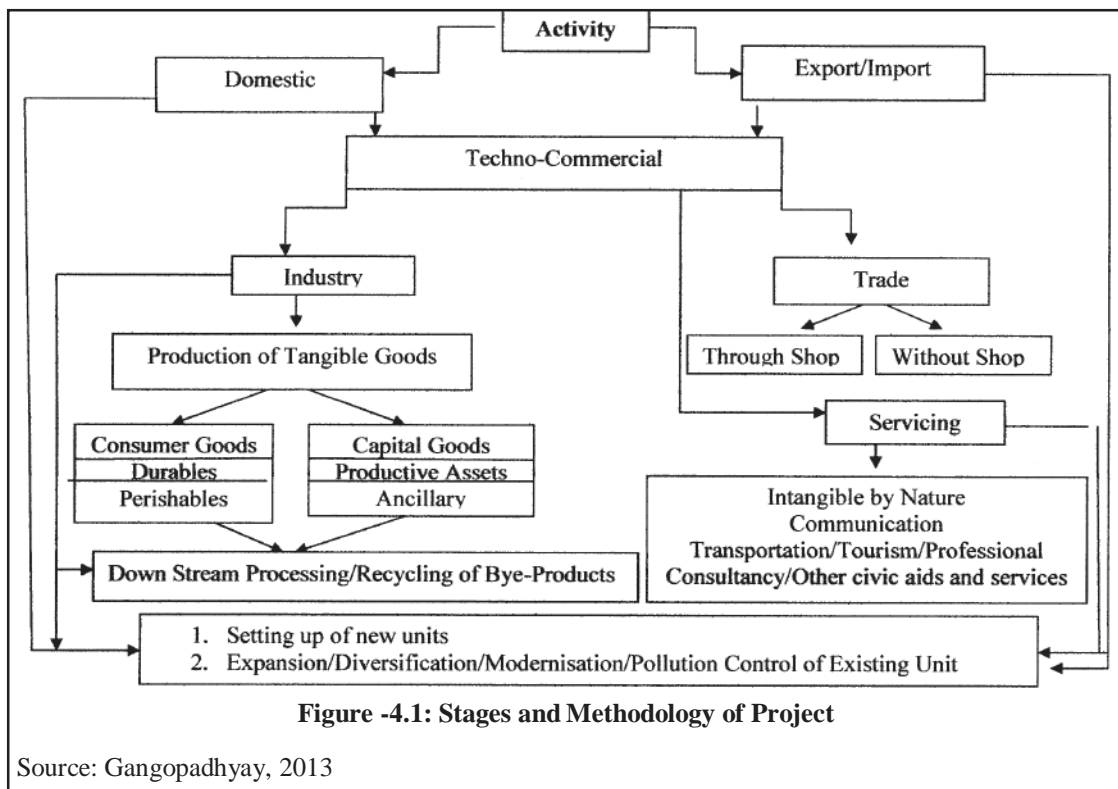 Activity
Domestic
Export/Import
Techno-Commercial
Industry
Trade
Production of Tangible Goods
Through Shop
Without Shop
Servicing
Consumer Goods
Durables
Perishables
Capital Goods
Productive Assets
Ancillary
Intangible by Nature
Communication
Transportation/Tourism/Professional
Consultancy/Other civic aids and services
Down Stream Processing/Recycling of Bye-Products
1. Setting up of new units
2. Expansion/Diversification/Modernisation/Pollution Control of Existing Unit
Figure -4.1: Stages and Methodology of Project
Source: Gangopadhyay, 2013